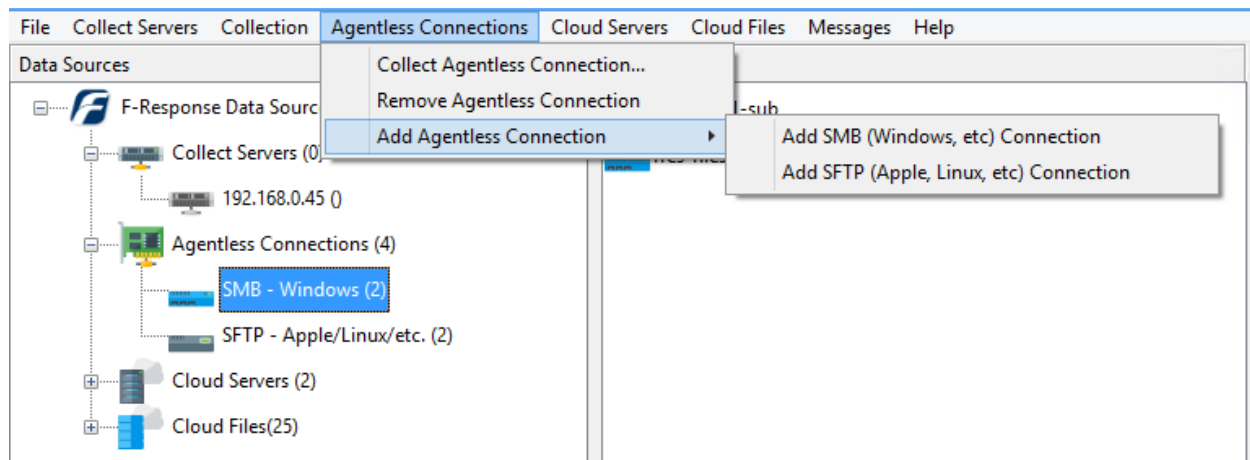 File Collect Servers Collection Agentless Connections Cloud Servers Cloud Files Messages Help
Data Sources
Collect Agentless Connection...
Remove Agentless Connection
Add Agentless Connection
Add SMB (Windows, etc) Connection
Add SFTP (Apple, Linux, etc) Connection
F-Response Data Sourc
Collect Servers (0)
192.168.0.45 ()
Agentless Connections (4)
SMB - Windows (2)
SFTP - Apple/Linux/etc. (2)
Cloud Servers (2)
Cloud Files(25)